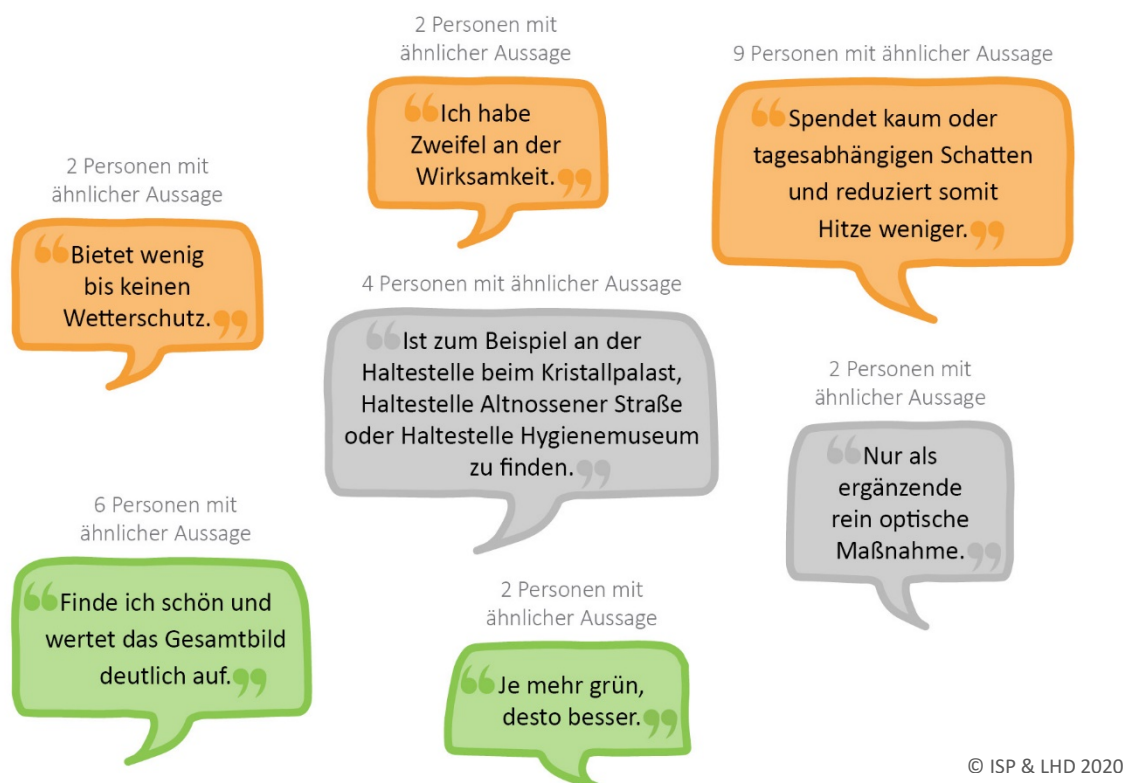 2 Personen mit
ähnlicher Aussage
❝Ich habe
Zweifel an der
Wirksamkeit.❞
9 Personen mit ähnlicher Aussage
❝Spendet kaum oder
tagesabhängigen Schatten
und reduziert somit
Hitze weniger.❞
2 Personen mit
ähnlicher Aussage
❝Bietet wenig
bis keinen
Wetterschutz.❞
4 Personen mit ähnlicher Aussage
❝Ist zum Beispiel an der
Haltestelle beim Kristallpalast,
Haltestelle Altnossener Straße
oder Haltestelle Hygienemuseum
zu finden.❞
2 Personen mit
ähnlicher Aussage
❝Nur als
ergänzende
rein optische
Maßnahme.❞
6 Personen mit
ähnlicher Aussage
❝Finde ich schön und
wertet das Gesamtbild
deutlich auf.❞
2 Personen mit
ähnlicher Aussage
❝Je mehr grün,
desto besser.❞
© ISP & LHD 2020